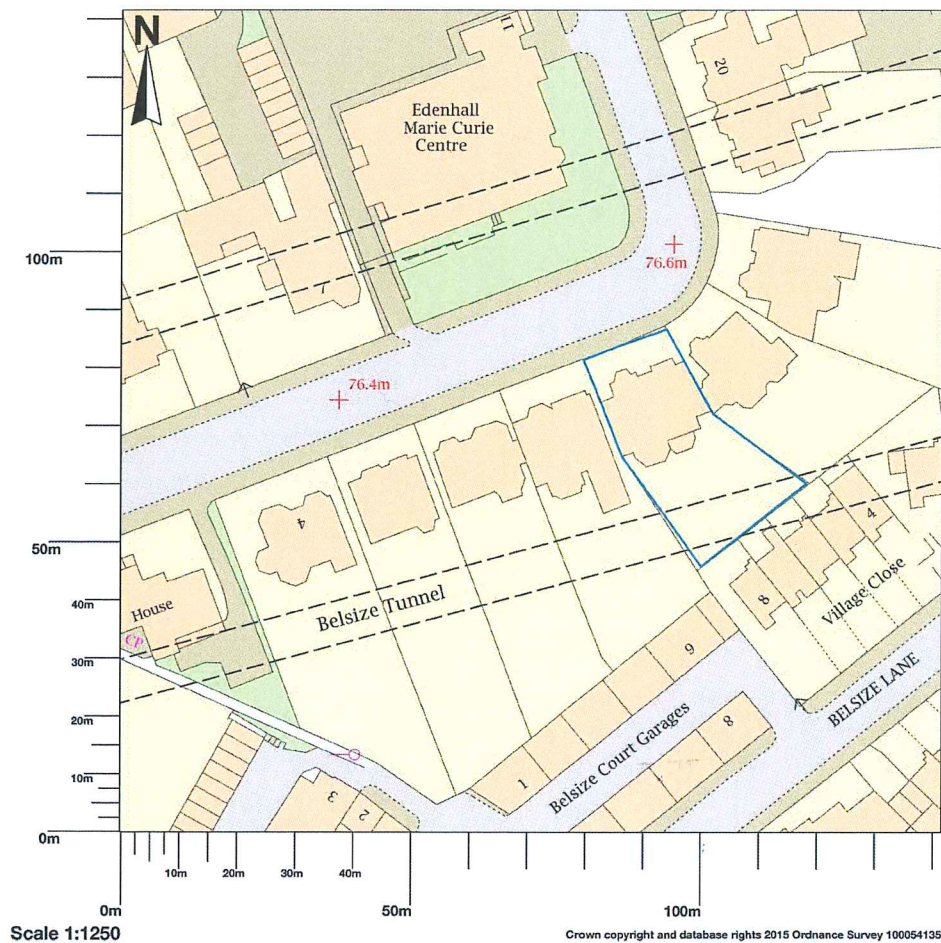 N
11
20
Edenhall
Marie Curie
Centre
100m
76.6m
7
76.4m
4
50m
4
40m
House
Belsize Tunnel
8
Village Close
CP
30m
9
BELSIZE LANE
20m
Belsize Court Garages
8
10m
1
3
2
0m
10m
20m
30m
40m
0m
50m
100m
Scale 1:1250
Crown copyright and database rights 2015 Ordnance Survey 100054135